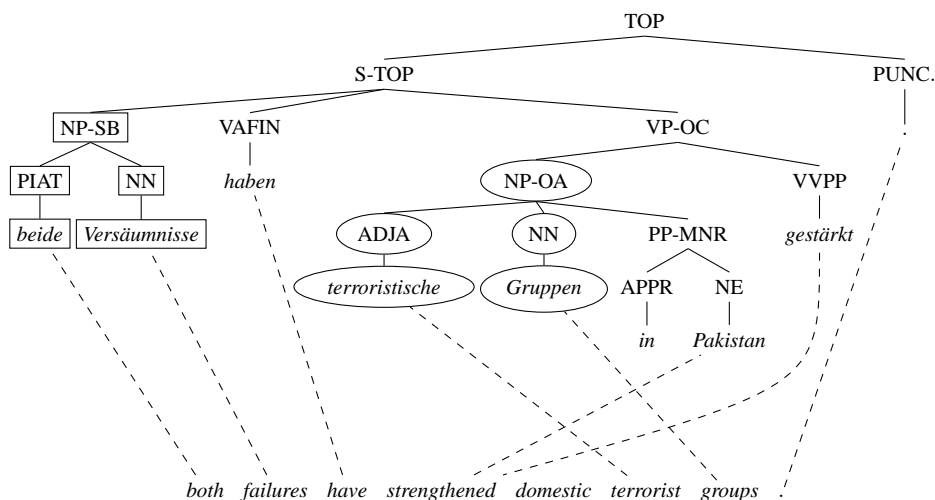 TOP
S-TOP PUNC.
NP-SB VAFIN VP-OC .
PIAT NN haben NP-OA VVPP
beide Versäumnisse ADJA NN PP-MNR gestärkt
terroristische Gruppen APPR NE
in Pakistan
both failures have strengthened domestic terrorist groups .